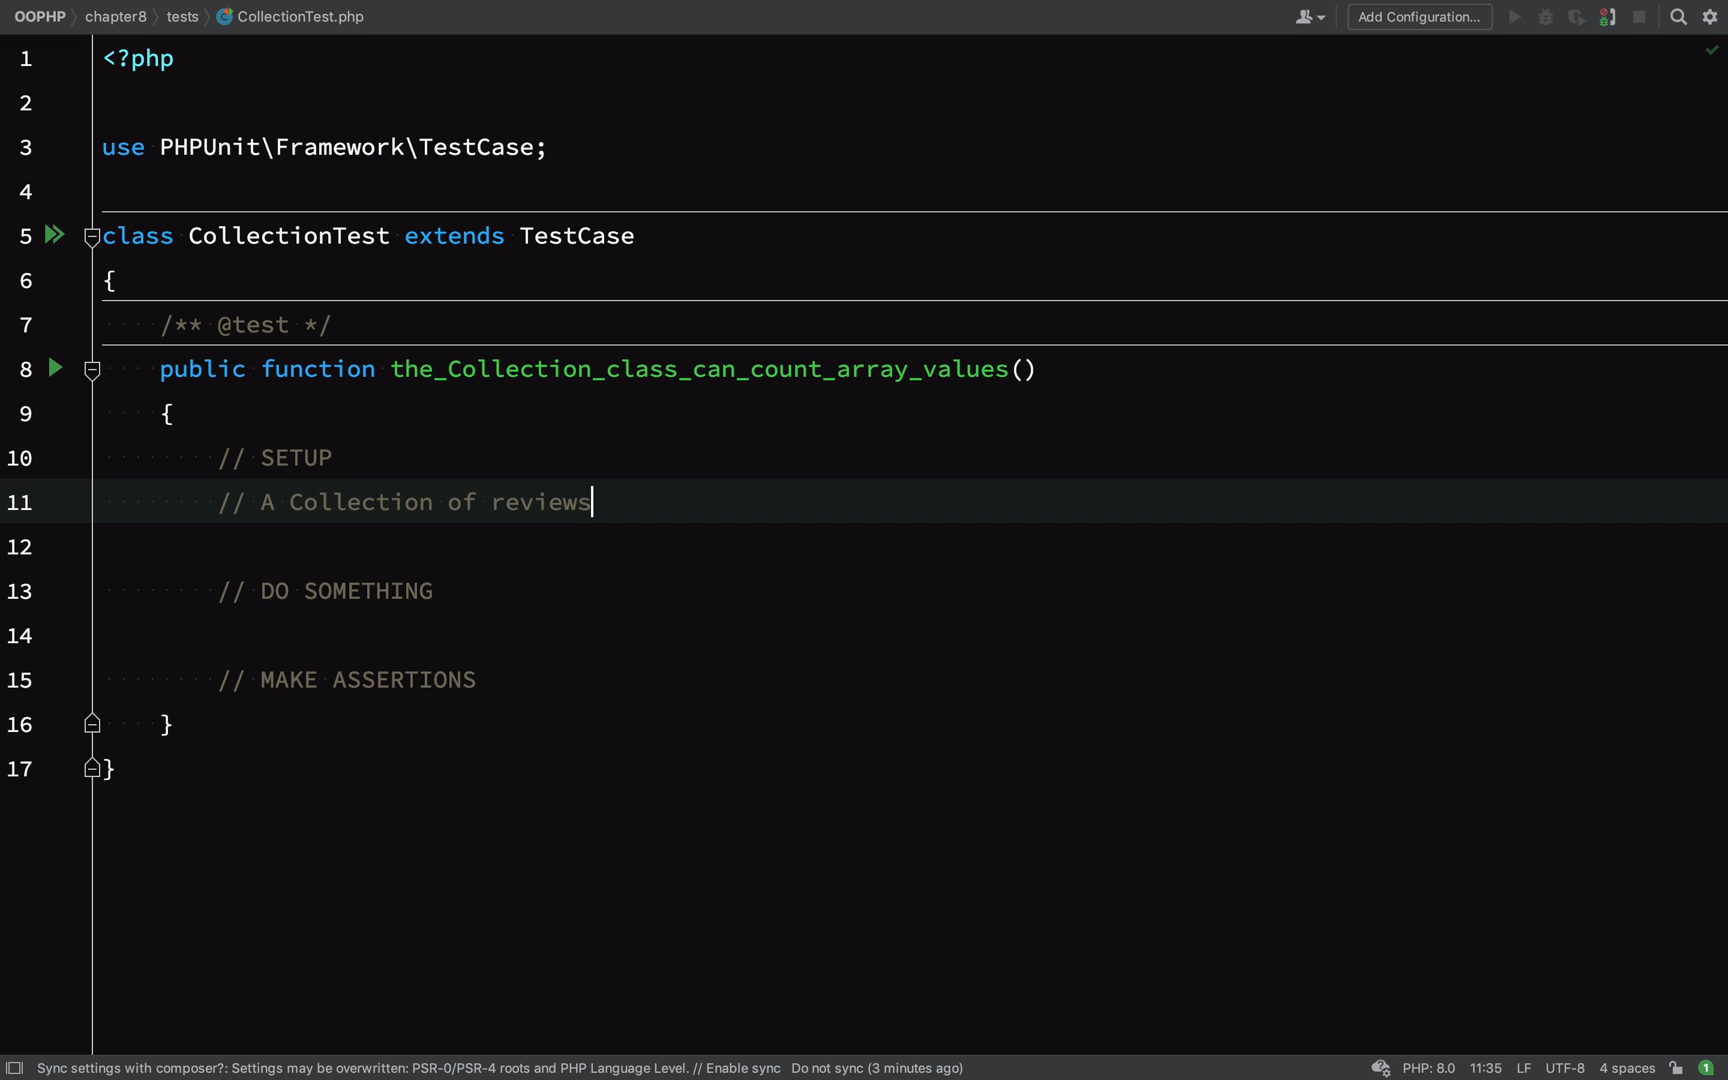 OOPHP chapter8 tests CollectionTest.php Add Configuration...
1 <?php
2
3 use PHPUnit\Framework\TestCase;
4
5 class CollectionTest extends TestCase
6 {
7 /** @test */
8 public function the_Collection_class_can_count_array_values()
9 {
10 // SETUP
11 // A Collection of reviews
12
13 // DO SOMETHING
14
15 // MAKE ASSERTIONS
16 }
17 }
Sync settings with composer?: Settings may be overwritten: PSR-0/PSR-4 roots and PHP Language Level. // Enable sync Do not sync (3 minutes ago) PHP: 8.0 11:35 LF UTF-8 4 spaces 1